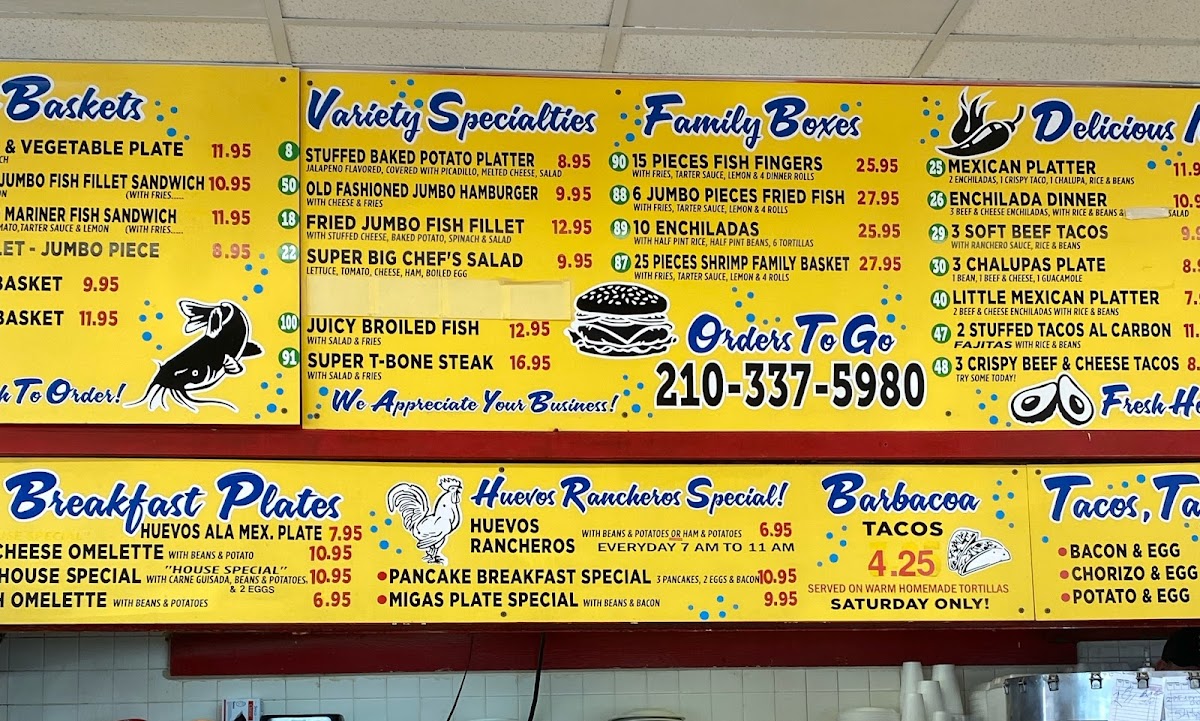 Baskets
& VEGETABLE PLATE 11.95
JUMBO FISH FILLET SANDWICH 10.95
(WITH FRIES......
MARINER FISH SANDWICH 11.95
TARTER SAUCE & LEMON (WITH FRIES......
- JUMBO PIECE 8.95
BASKET 9.95
BASKET 11.95
To Order!
Variety Specialties
8 STUFFED BAKED POTATO PLATTER 8.95
JALAPENO FLAVORED, COVERED WITH PICADILLO, MELTED CHEESE, SALAD
50 OLD FASHIONED JUMBO HAMBURGER 9.95
WITH CHEESE & FRIES
18 FRIED JUMBO FISH FILLET 12.95
WITH STUFFED CHEESE, BAKED POTATO, SPINACH & SALAD
22 SUPER BIG CHEF'S SALAD 9.95
LETTUCE, TOMATO, CHEESE, HAM, BOILED EGG
100 JUICY BROILED FISH 12.95
WITH SALAD & FRIES
91 SUPER T-BONE STEAK 16.95
WITH SALAD & FRIES
We Appreciate Your Business!
Family Boxes
90 15 PIECES FISH FINGERS 25.95
WITH FRIES, TARTER SAUCE, LEMON & 4 DINNER ROLLS
88 6 JUMBO PIECES FRIED FISH 27.95
WITH FRIES, TARTER SAUCE, LEMON & 4 ROLLS
89 10 ENCHILADAS 25.95
WITH HALF PINT RICE, HALF PINT BEANS, 6 TORTILLAS
87 25 PIECES SHRIMP FAMILY BASKET 27.95
WITH FRIES, TARTER SAUCE, LEMON & 4 ROLLS
Orders To Go
210-337-5980
Delicious
25 MEXICAN PLATTER
2 ENCHILADAS, 1 CRISPY TACO, 1 CHALUPA, RICE & BEANS
26 ENCHILADA DINNER
3 BEEF & CHEESE ENCHILADAS, WITH RICE & BEANS & SALAD
29 3 SOFT BEEF TACOS
WITH RANCHERO SAUCE, RICE & BEANS
30 3 CHALUPAS PLATE
1 BEAN, 1 BEEF & CHEESE, 1 GUACAMOLE
40 LITTLE MEXICAN PLATTER
2 BEEF & CHEESE ENCHILADAS WITH RICE & BEANS
47 2 STUFFED TACOS AL CARBON
FAJITAS WITH RICE & BEANS
48 3 CRISPY BEEF & CHEESE TACOS
TRY SOME TODAY!
Fresh
Breakfast Plates
HUEVOS ALA MEX. PLATE 7.95
CHEESE OMELETTE WITH BEANS & POTATO 10.95
"HOUSE SPECIAL"
HOUSE SPECIAL WITH CARNE GUISADA, BEANS & POTATOES. 10.95
& 2 EGGS
OMELETTE WITH BEANS & POTATOES 6.95
Huevos Rancheros Special!
HUEVOS RANCHEROS WITH BEANS & POTATOES OR HAM & POTATOES 6.95
EVERYDAY 7 AM TO 11 AM
•PANCAKE BREAKFAST SPECIAL 3 PANCAKES, 2 EGGS & BACON 10.95
•MIGAS PLATE SPECIAL WITH BEANS & BACON 9.95
Barbacoa
TACOS
4.25
SERVED ON WARM HOMEMADE TORTILLAS
SATURDAY ONLY!
Tacos,
•BACON & EGG
•CHORIZO & EGG
•POTATO & EGG